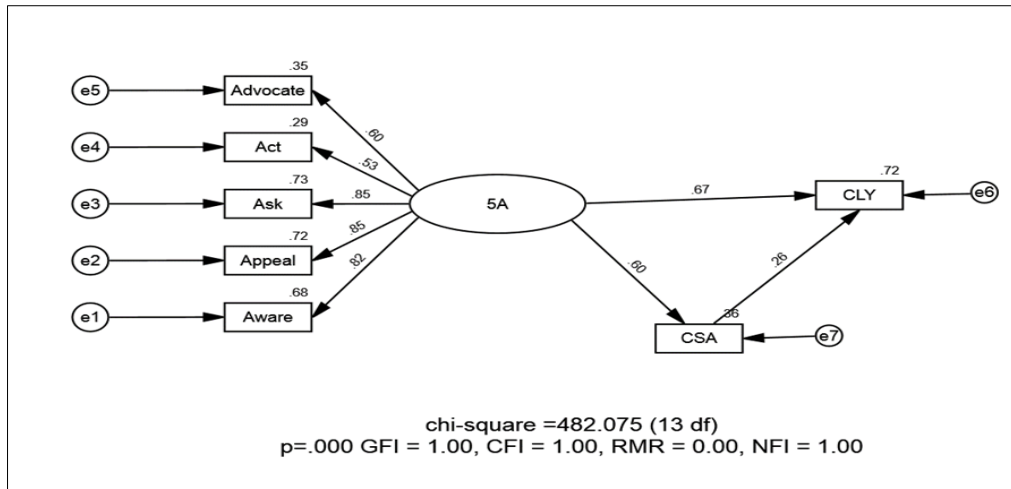 .35
e5 Advocate
.60
.29
e4 Act
.53
.73
e3 Ask
.85
5A
.67
.72
CLY
e6
.72
e2 Appeal
.85
.60
.26
.68
e1 Aware
.82
.36
CSA
e7
chi-square =482.075 (13 df)
p=.000 GFI = 1.00, CFI = 1.00, RMR = 0.00, NFI = 1.00